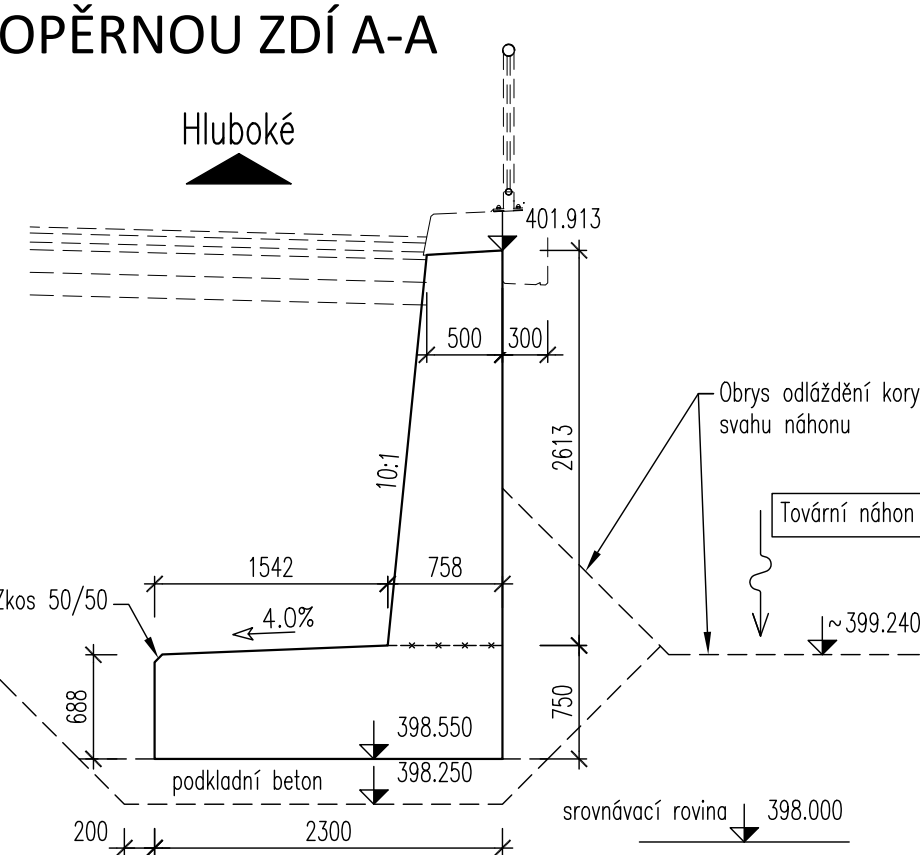 OPĚRNOU ZDÍ A-A
Hluboké
401.913
500
300
Obrys odláždění kory
svahu náhonu
2613
10:1
Tovární náhon
1542
758
Zkos 50/50
4.0%
~399.240
688
750
398.550
398.250
podkladní beton
srovnávací rovina
398.000
200
2300